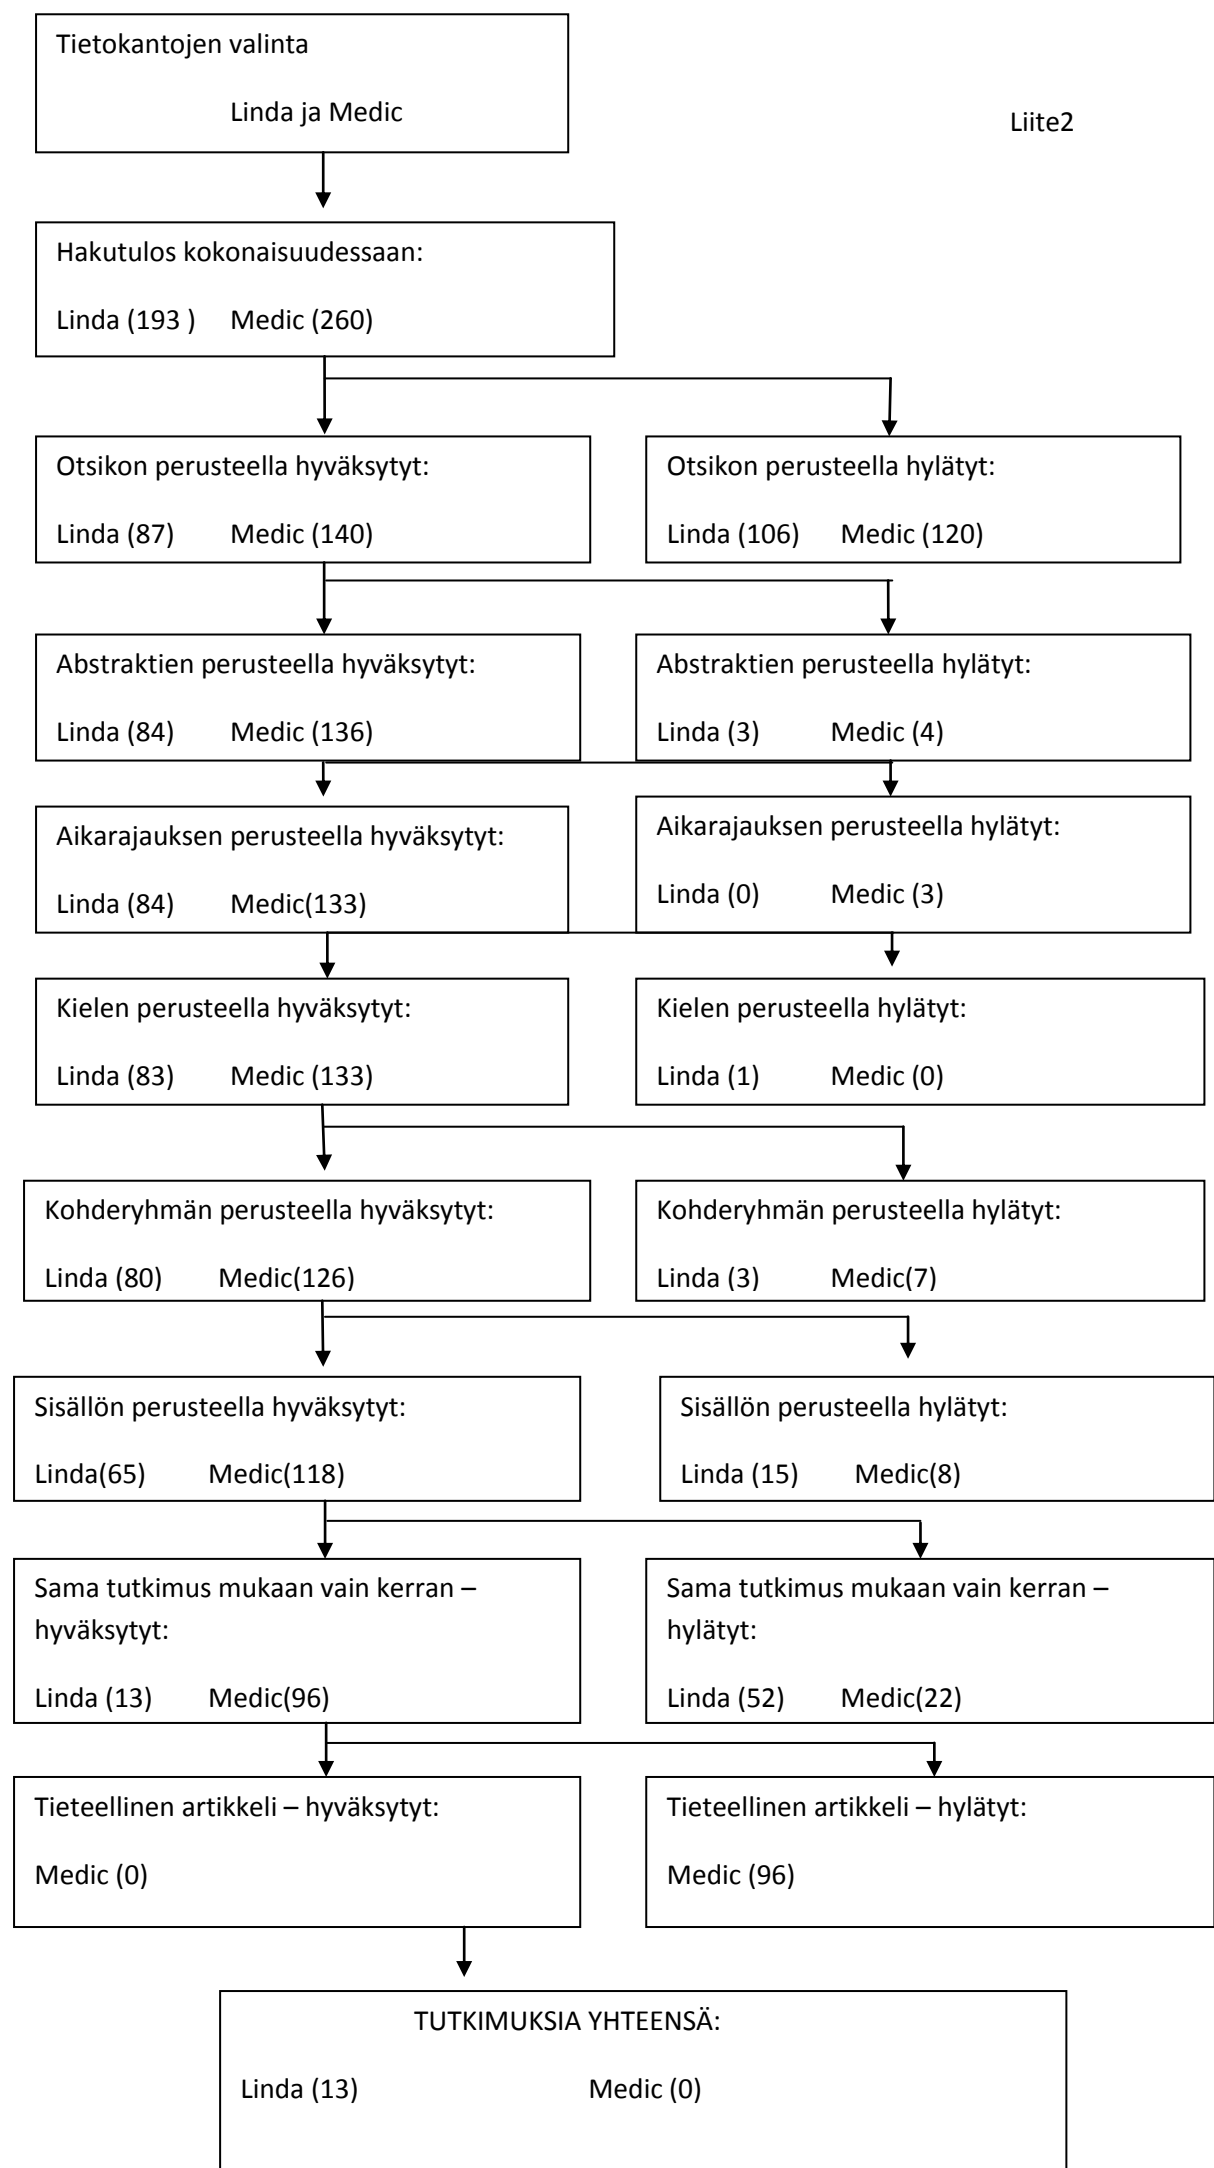 Tietokantojen valinta
Linda ja Medic
Liite2
Hakutulos kokonaisuudessaan:
Linda (193 ) Medic (260)
Otsikon perusteella hyväksytyt:
Linda (87) Medic (140)
Otsikon perusteella hylätyt:
Linda (106) Medic (120)
Abstraktien perusteella hyväksytyt:
Linda (84) Medic (136)
Abstraktien perusteella hylätyt:
Linda (3) Medic (4)
Aikarajauksen perusteella hyväksytyt:
Linda (84) Medic(133)
Aikarajauksen perusteella hylätyt:
Linda (0) Medic (3)
Kielen perusteella hyväksytyt:
Linda (83) Medic (133)
Kielen perusteella hylätyt:
Linda (1) Medic (0)
Kohderyhmän perusteella hyväksytyt:
Linda (80) Medic(126)
Kohderyhmän perusteella hylätyt:
Linda (3) Medic(7)
Sisällön perusteella hyväksytyt:
Linda(65) Medic(118)
Sisällön perusteella hylätyt:
Linda (15) Medic(8)
Sama tutkimus mukaan vain kerran –
hyväksytyt:
Linda (13) Medic(96)
Sama tutkimus mukaan vain kerran –
hylätyt:
Linda (52) Medic(22)
Tieteellinen artikkeli – hyväksytyt:
Medic (0)
Tieteellinen artikkeli – hylätyt:
Medic (96)
TUTKIMUKSIA YHTEENSÄ:
Linda (13) Medic (0)